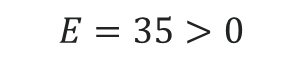 E = 35 > 0